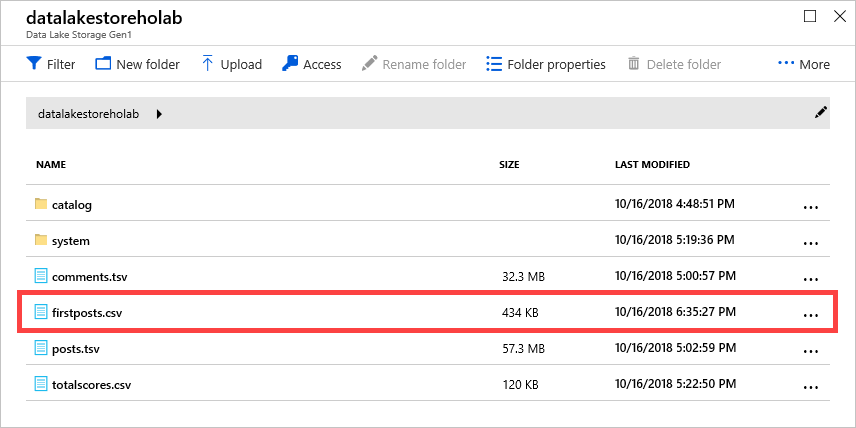 datalakestoreholab
Data Lake Storage Gen1
Filter New folder Upload Access Rename folder Folder properties Delete folder ··· More
datalakestoreholab
NAME SIZE LAST MODIFIED
catalog 10/16/2018 4:48:51 PM ...
system 10/16/2018 5:19:36 PM ...
comments.tsv 32.3 MB 10/16/2018 5:00:57 PM ...
firstposts.csv 434 KB 10/16/2018 6:35:27 PM ...
posts.tsv 57.3 MB 10/16/2018 5:02:59 PM ...
totalscores.csv 120 KB 10/16/2018 5:22:50 PM ...